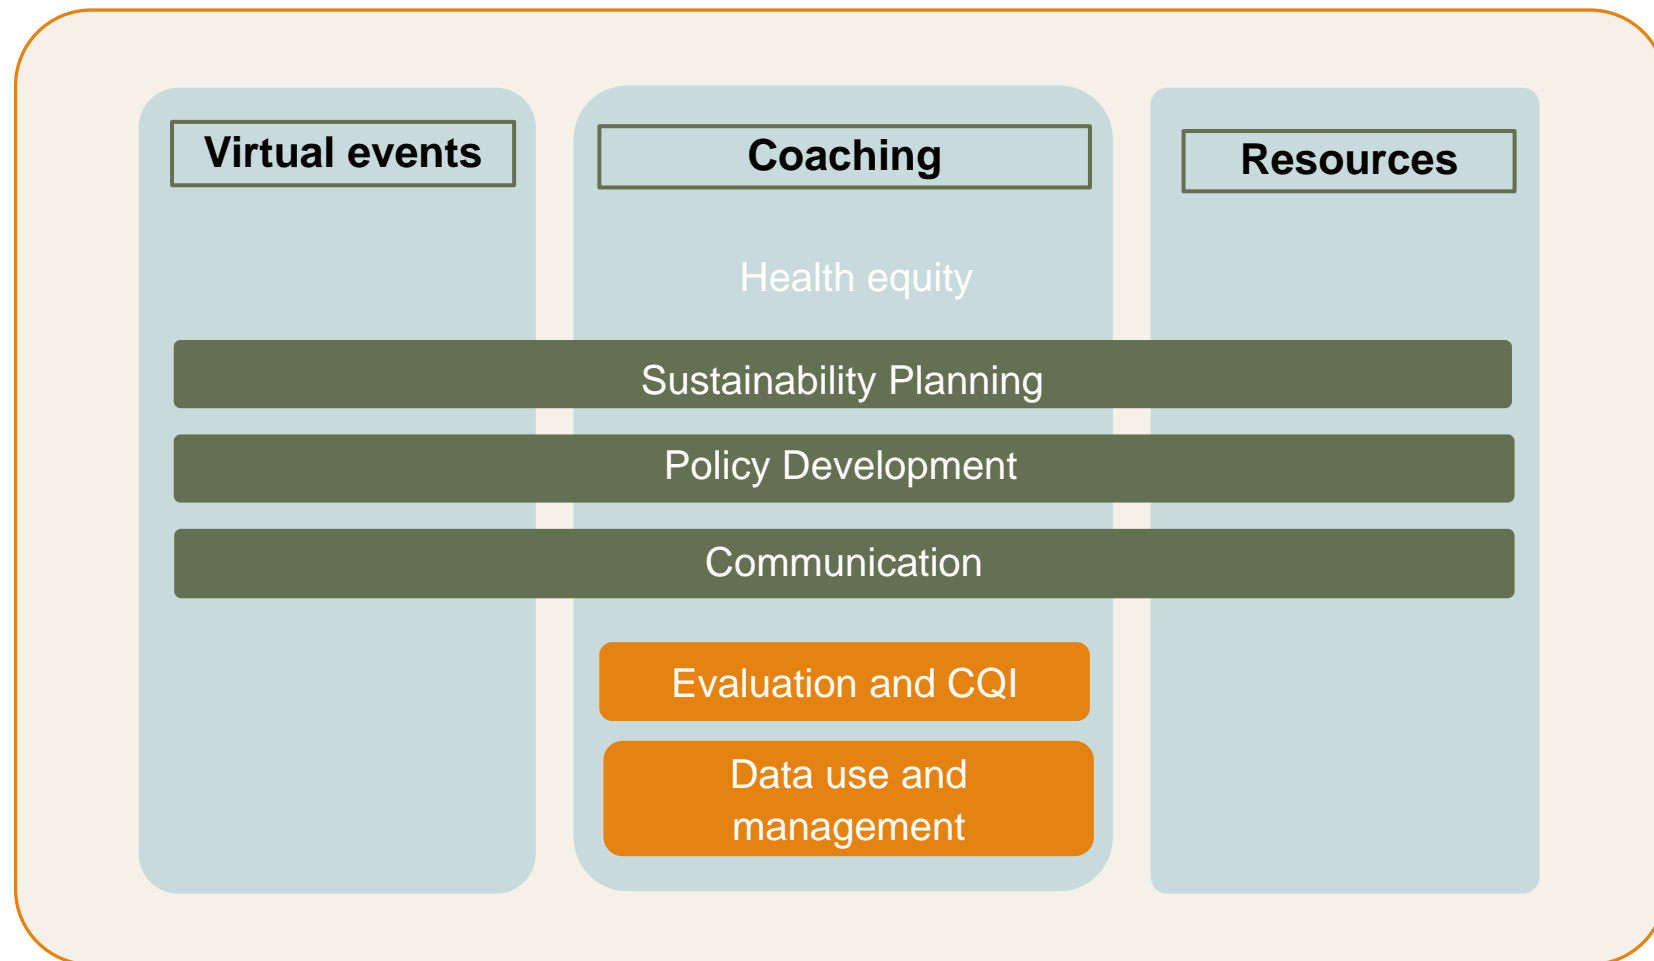 Virtual events
Coaching
Resources
Health equity
Sustainability Planning
Policy Development
Communication
Evaluation and CQI
Data use and
management